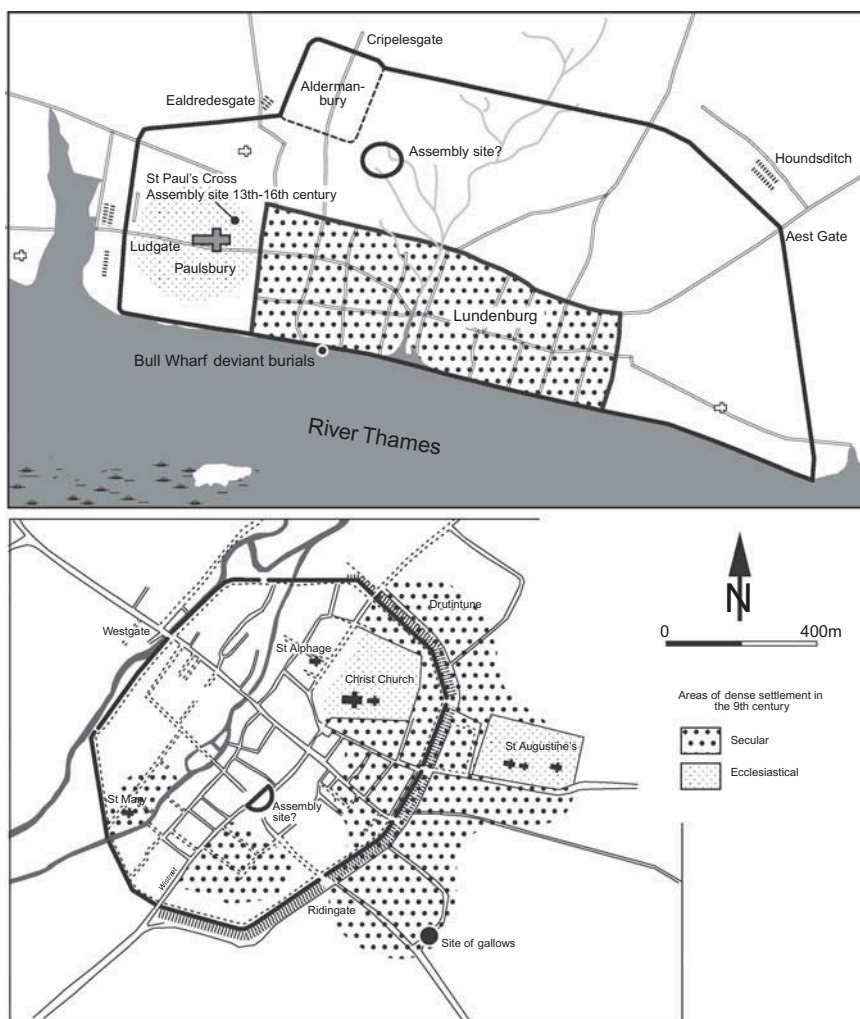 Cripelesgate
Alderman-
bury
Ealdredesgate
Assembly site?
Houndsditch
St Paul's Cross
Assembly site 13th-16th century
Aest Gate
Ludgate
Paulsbury
Lundenburg
Bull Wharf deviant burials
River Thames
N
0 400m
Areas of dense settlement in
the 9th century
Secular
Ecclesiastical
Drutintune
Westgate
St Alphage
Christ Church
St Augustine's
St Mary
Assembly
site?
Ridingate
Site of gallows